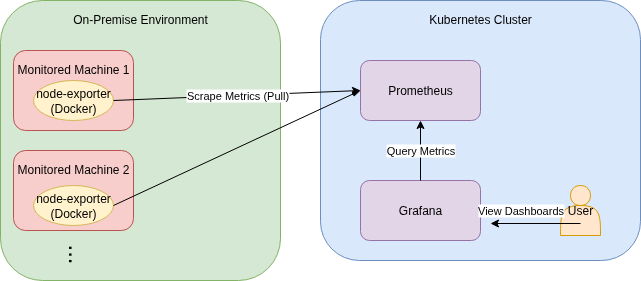 On-Premise Environment
Kubernetes Cluster
Monitored Machine 1
node-exporter
(Docker)
Scrape Metrics (Pull)
Prometheus
Query Metrics
Monitored Machine 2
node-exporter
(Docker)
Grafana
View Dashboards
User
...